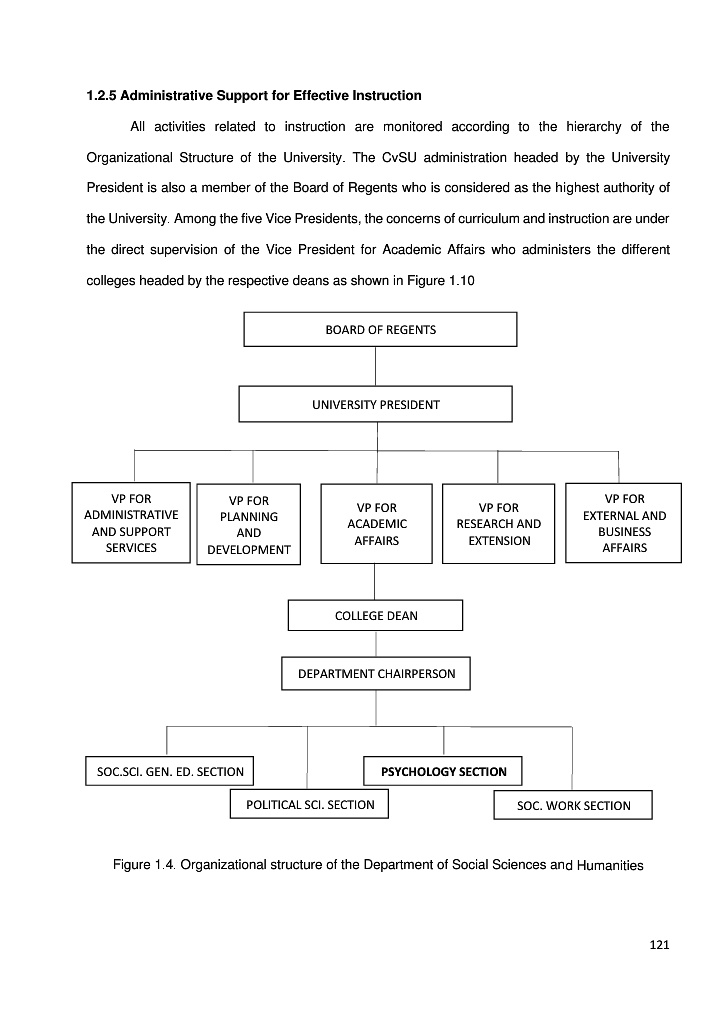 1.2.5 Administrative Support for Effective Instruction
All activities related to instruction are monitored according to the hierarchy of the
Organizational Structure of the University. The CvSU administration headed by the University
President is also a member of the Board of Regents who is considered as the highest authority of
the University. Among the five Vice Presidents, the concerns of curriculum and instruction are under
the direct supervision of the Vice President for Academic Affairs who administers the different
colleges headed by the respective deans as shown in Figure 1.10
BOARD OF REGENTS
UNIVERSITY PRESIDENT
VP FOR
ADMINISTRATIVE
AND SUPPORT
SERVICES
VP FOR
PLANNING
AND
DEVELOPMENT
VP FOR
ACADEMIC
AFFAIRS
VP FOR
RESEARCH AND
EXTENSION
VP FOR
EXTERNAL AND
BUSINESS
AFFAIRS
COLLEGE DEAN
DEPARTMENT CHAIRPERSON
SOC.SCI. GEN. ED. SECTION
PSYCHOLOGY SECTION
POLITICAL SCI. SECTION
SOC. WORK SECTION
Figure 1.4. Organizational structure of the Department of Social Sciences and Humanities
121